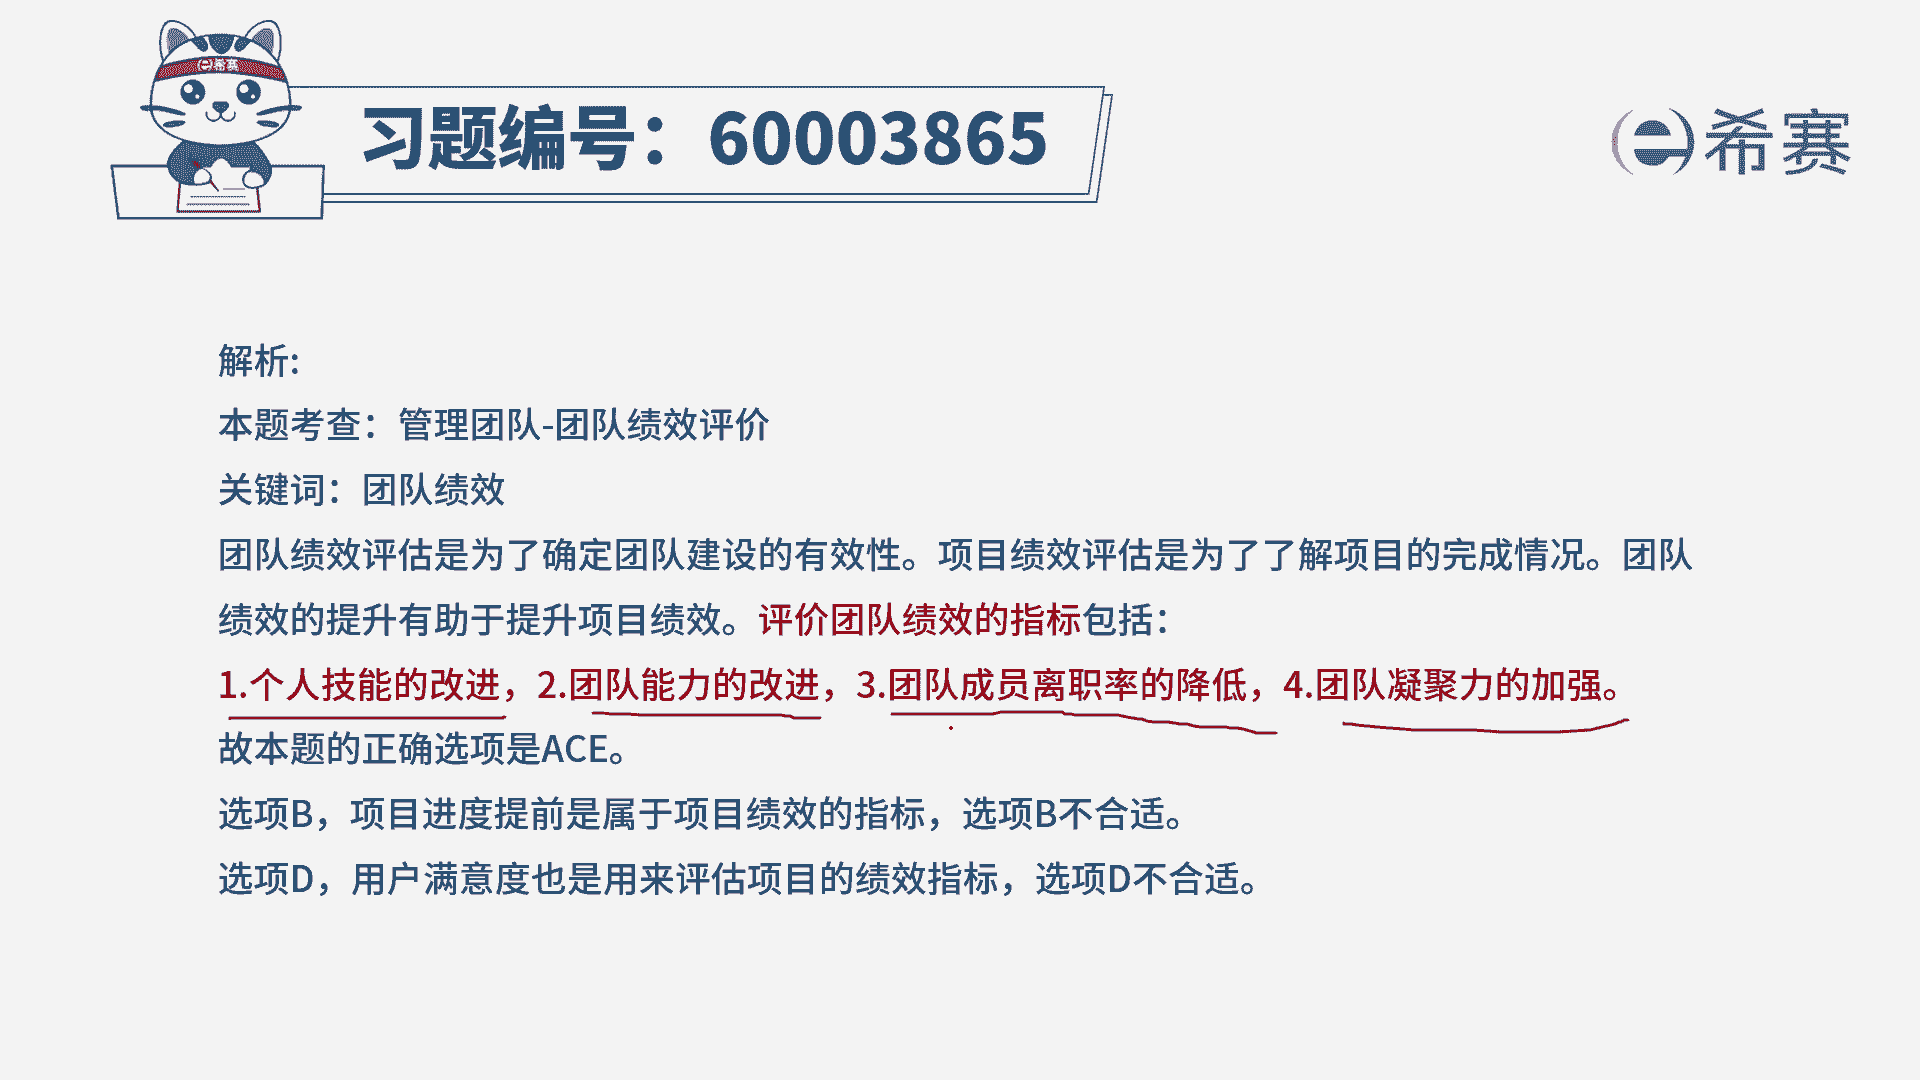 e希赛
习题编号：60003865
e希赛
解析:
本题考查：管理团队-团队绩效评价
关键词：团队绩效
团队绩效评估是为了确定团队建设的有效性。项目绩效评估是为了了解项目的完成情况。团队
绩效的提升有助于提升项目绩效。评价团队绩效的指标包括：
1.个人技能的改进，2.团队能力的改进，3.团队成员离职率的降低，4.团队凝聚力的加强。
故本题的正确选项是ACE。
选项B，项目进度提前是属于项目绩效的指标，选项B不合适。
选项D，用户满意度也是用来评估项目的绩效指标，选项D不合适。